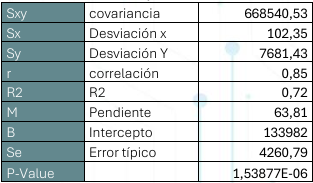 Sxy covariancia 668540,53
Sx Desviación x 102,35
Sy Desviación Y 7681,43
r correlación 0,85
R2 R2 0,72
M Pendiente 63,81
B Intercepto 133982
Se Error típico 4260,79
P-Value 1,53877E-06